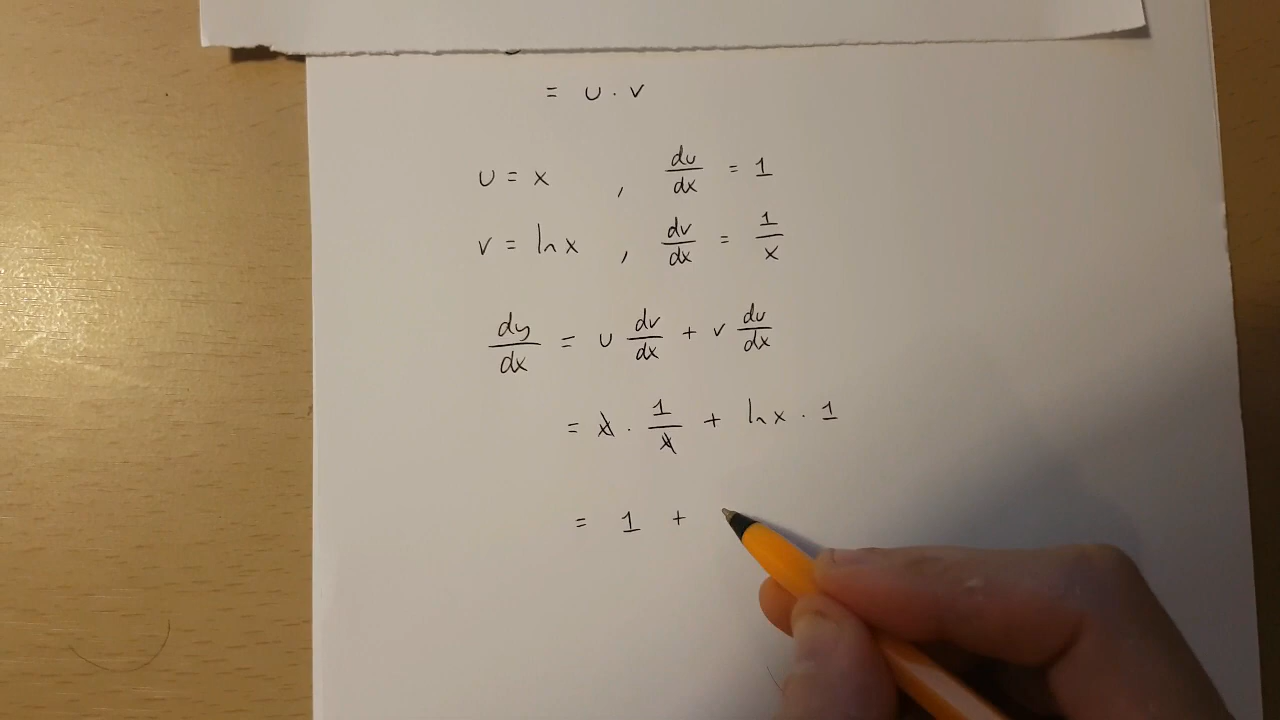 = u · v
u = x , du/dx = 1
v = ln x , dv/dx = 1/x
dy/dx = u dv/dx + v du/dx
= x · 1/x + ln x · 1
= 1 +